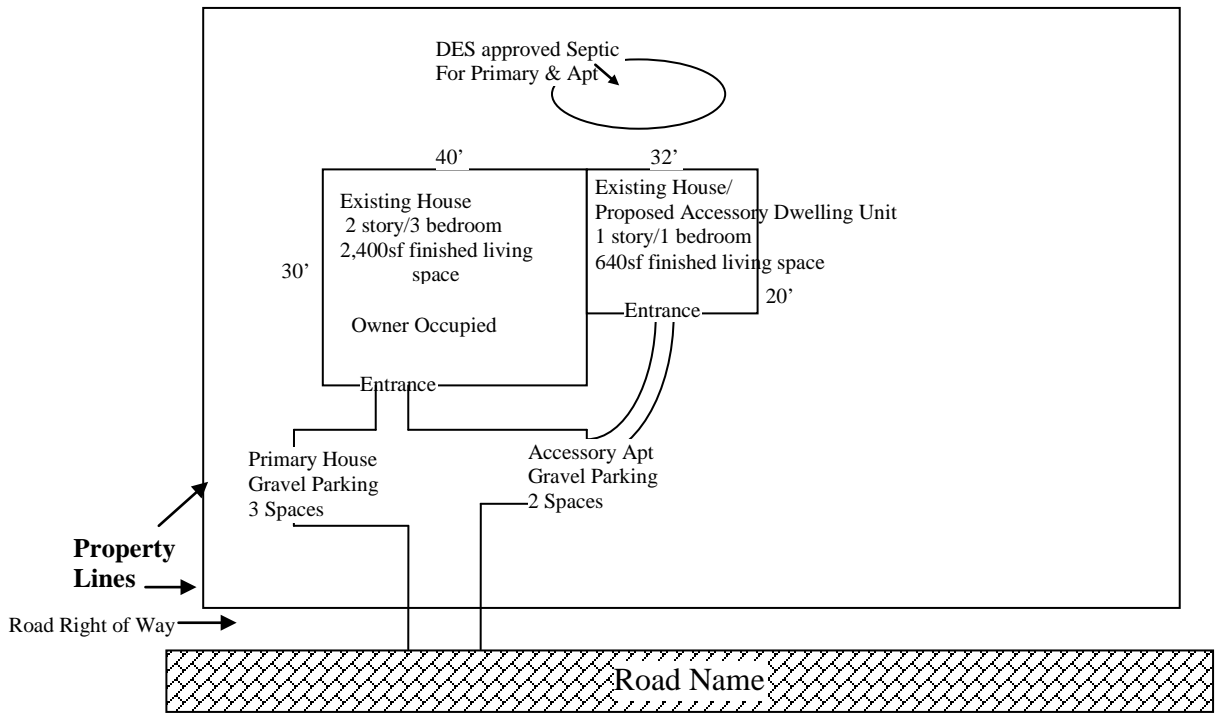 DES approved Septic
For Primary & Apt
40’
32’
Existing House
2 story/3 bedroom
2,400sf finished living
space
Owner Occupied
Entrance
30’
Existing House/
Proposed Accessory Dwelling Unit
1 story/1 bedroom
640sf finished living space
20’
Entrance
Primary House
Gravel Parking
3 Spaces
Accessory Apt
Gravel Parking
2 Spaces
Property
Lines
Road Right of Way
Road Name